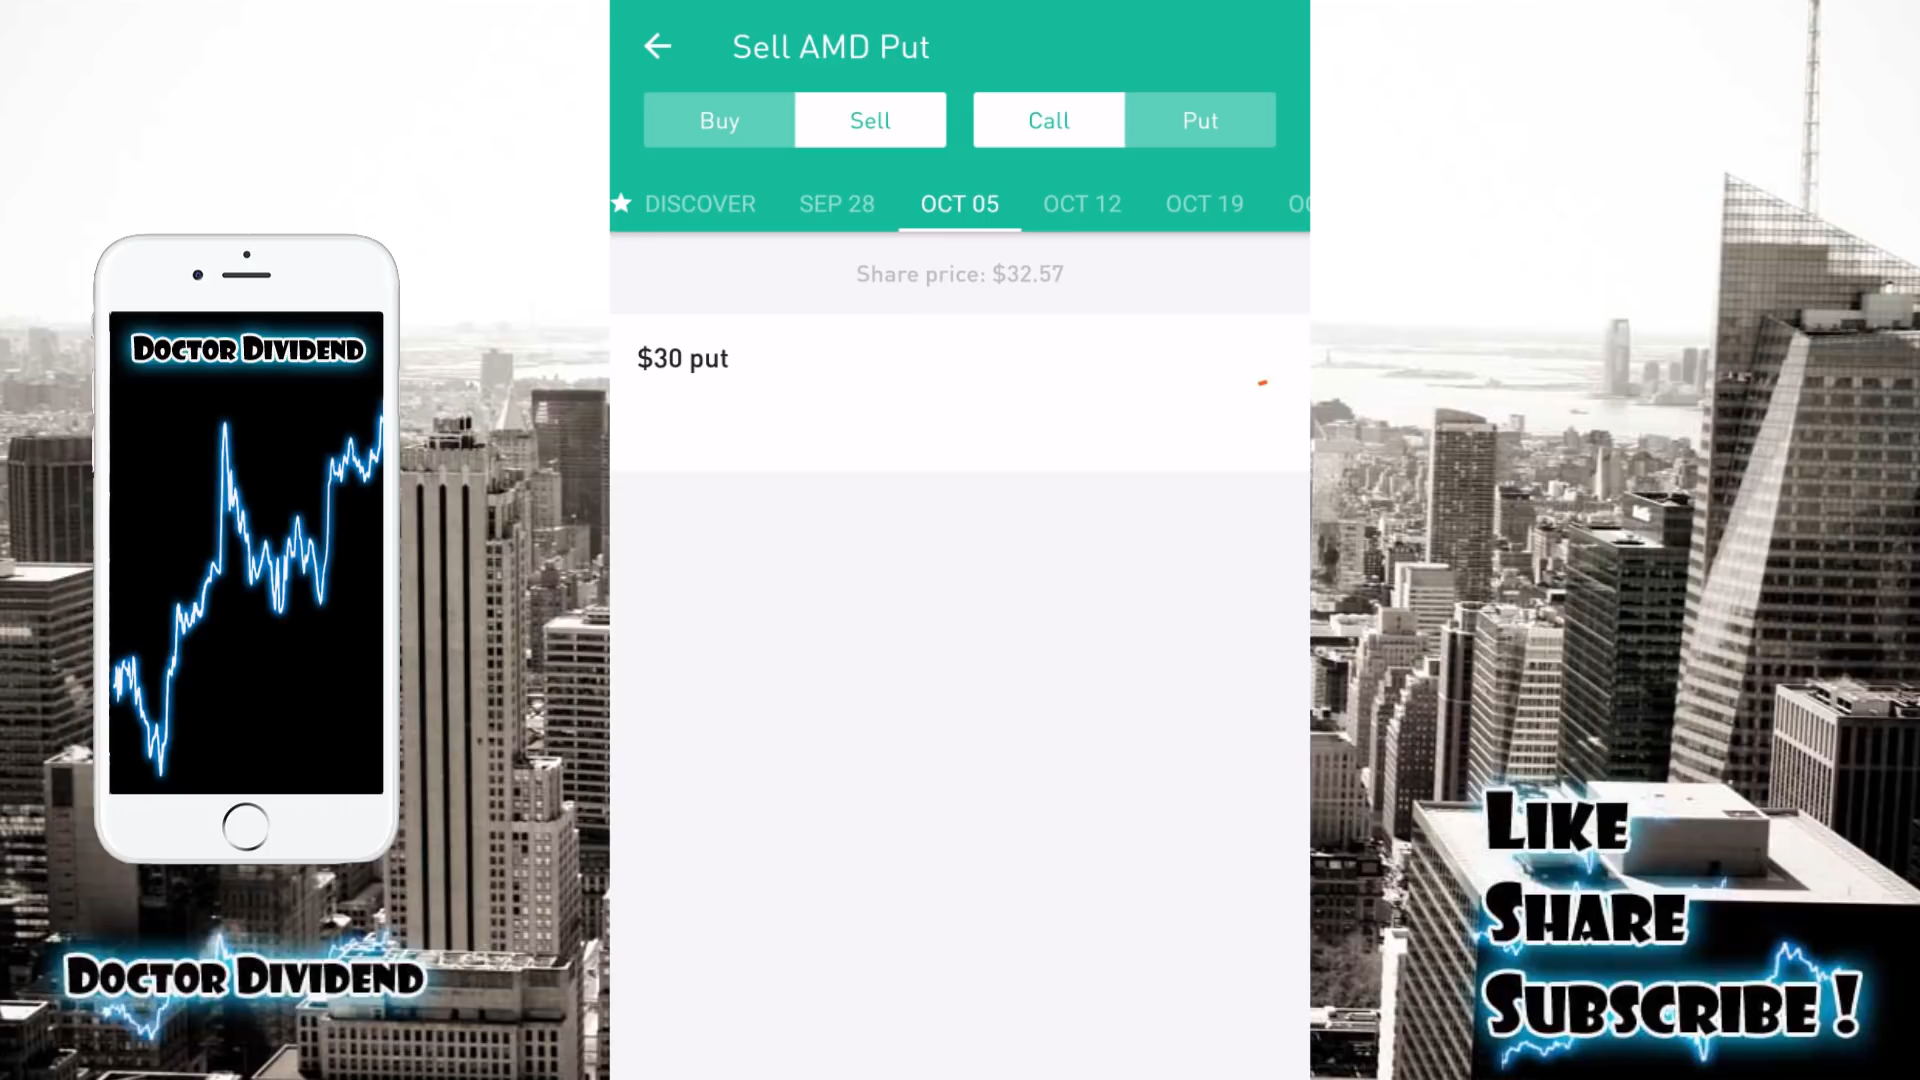 Sell AMD Put
Buy Sell Call Put
DISCOVER SEP 28 OCT 05 OCT 12 OCT 19 OC
Share price: $32.57
$30 put
DOCTOR DIVIDEND
DOCTOR DIVIDEND
LIKE
SHARE
SUBSCRIBE !